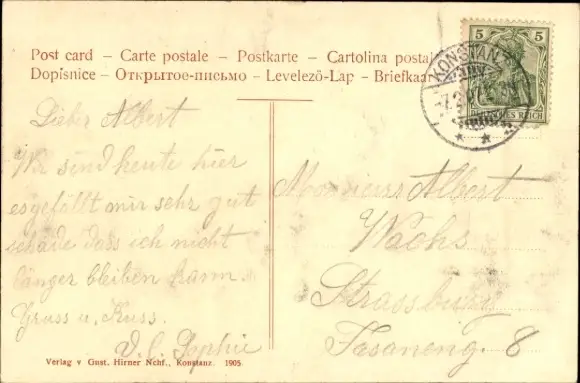 Post card – Carte postale – Postkarte – Cartolina postal
Dopisnice – Открытое-письмо – Levelező-Lap – Briefkaa
5 5
KONSTANZ
DEUTSCHES REICH
Lieber Albert
Wir sind heute hier
es gefällt mir sehr gut
schade dass ich nicht
länger bleiben kann.
Gruss u. Kuss.
D. l. Sophie
Monsieur Albert
Wachs
Strassburg
Fasaneng. 8
Verlag v Gust. Hirner Nchf., Konstanz. 1905